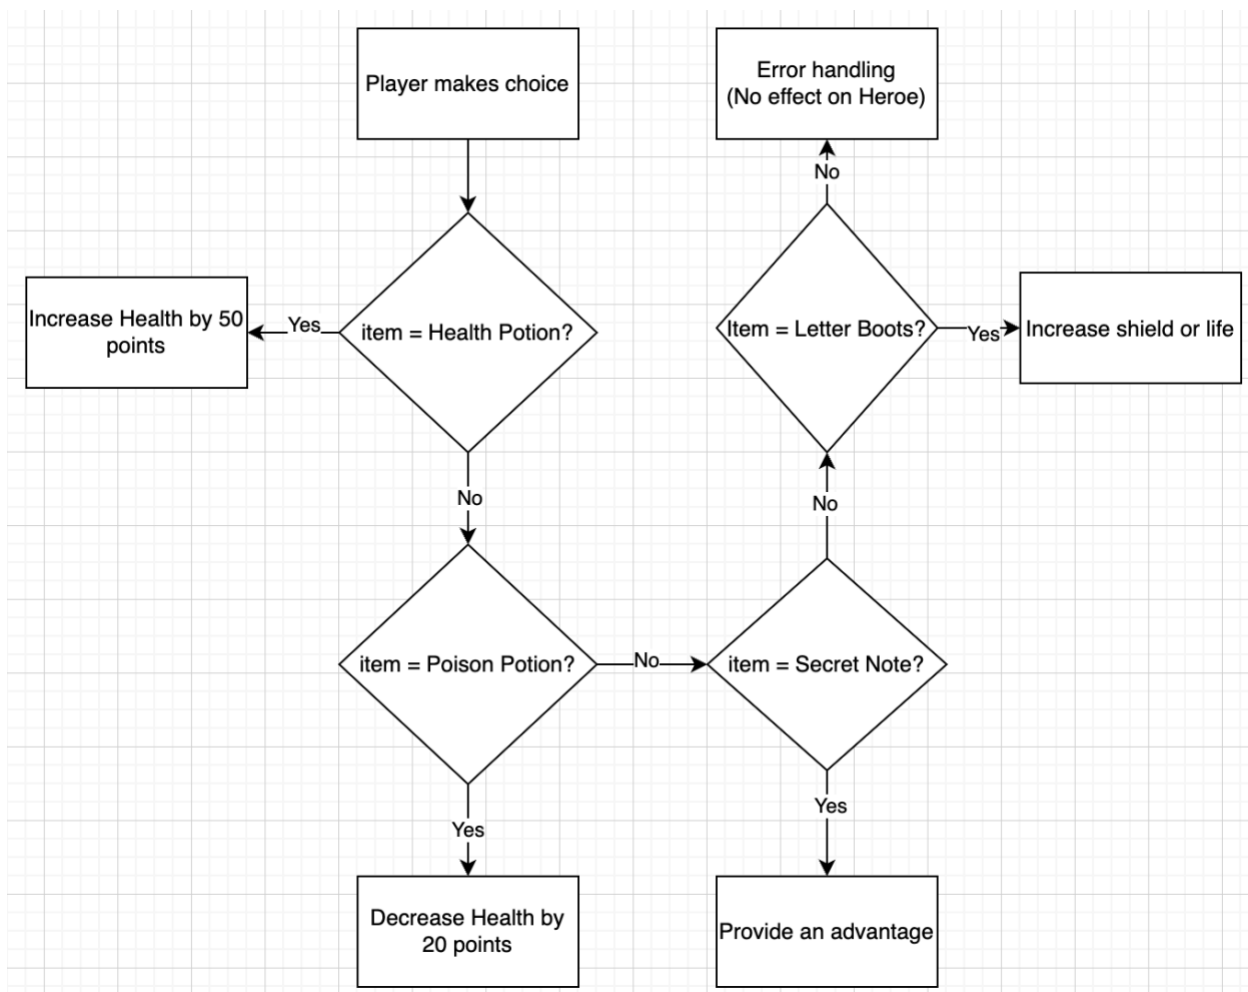 Player makes choice
Error handling
(No effect on Heroe)
No
Increase Health by 50
points
Yes
item = Health Potion?
Item = Letter Boots?
Yes
Increase shield or life
No
No
item = Poison Potion?
No
item = Secret Note?
Yes
Yes
Decrease Health by
20 points
Provide an advantage